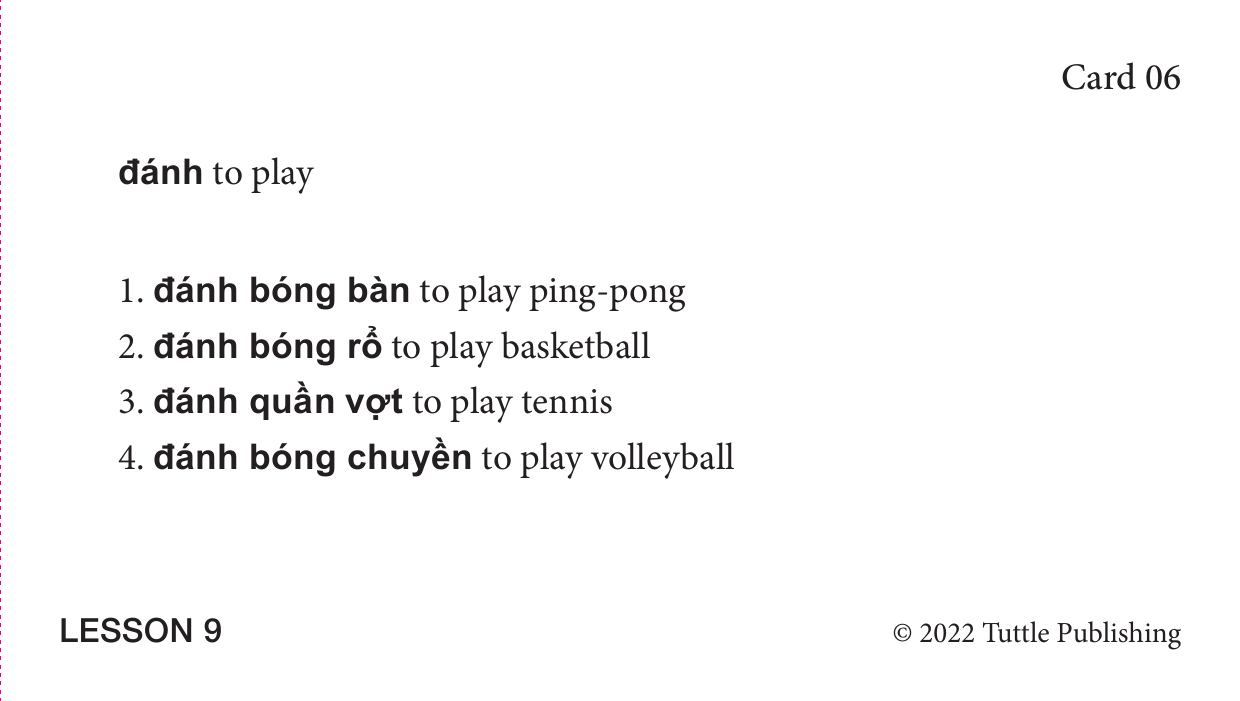 Card 06
đánh to play
1. đánh bóng bàn to play ping-pong
2. đánh bóng rổ to play basketball
3. đánh quần vợt to play tennis
4. đánh bóng chuyền to play volleyball
LESSON 9
© 2022 Tuttle Publishing